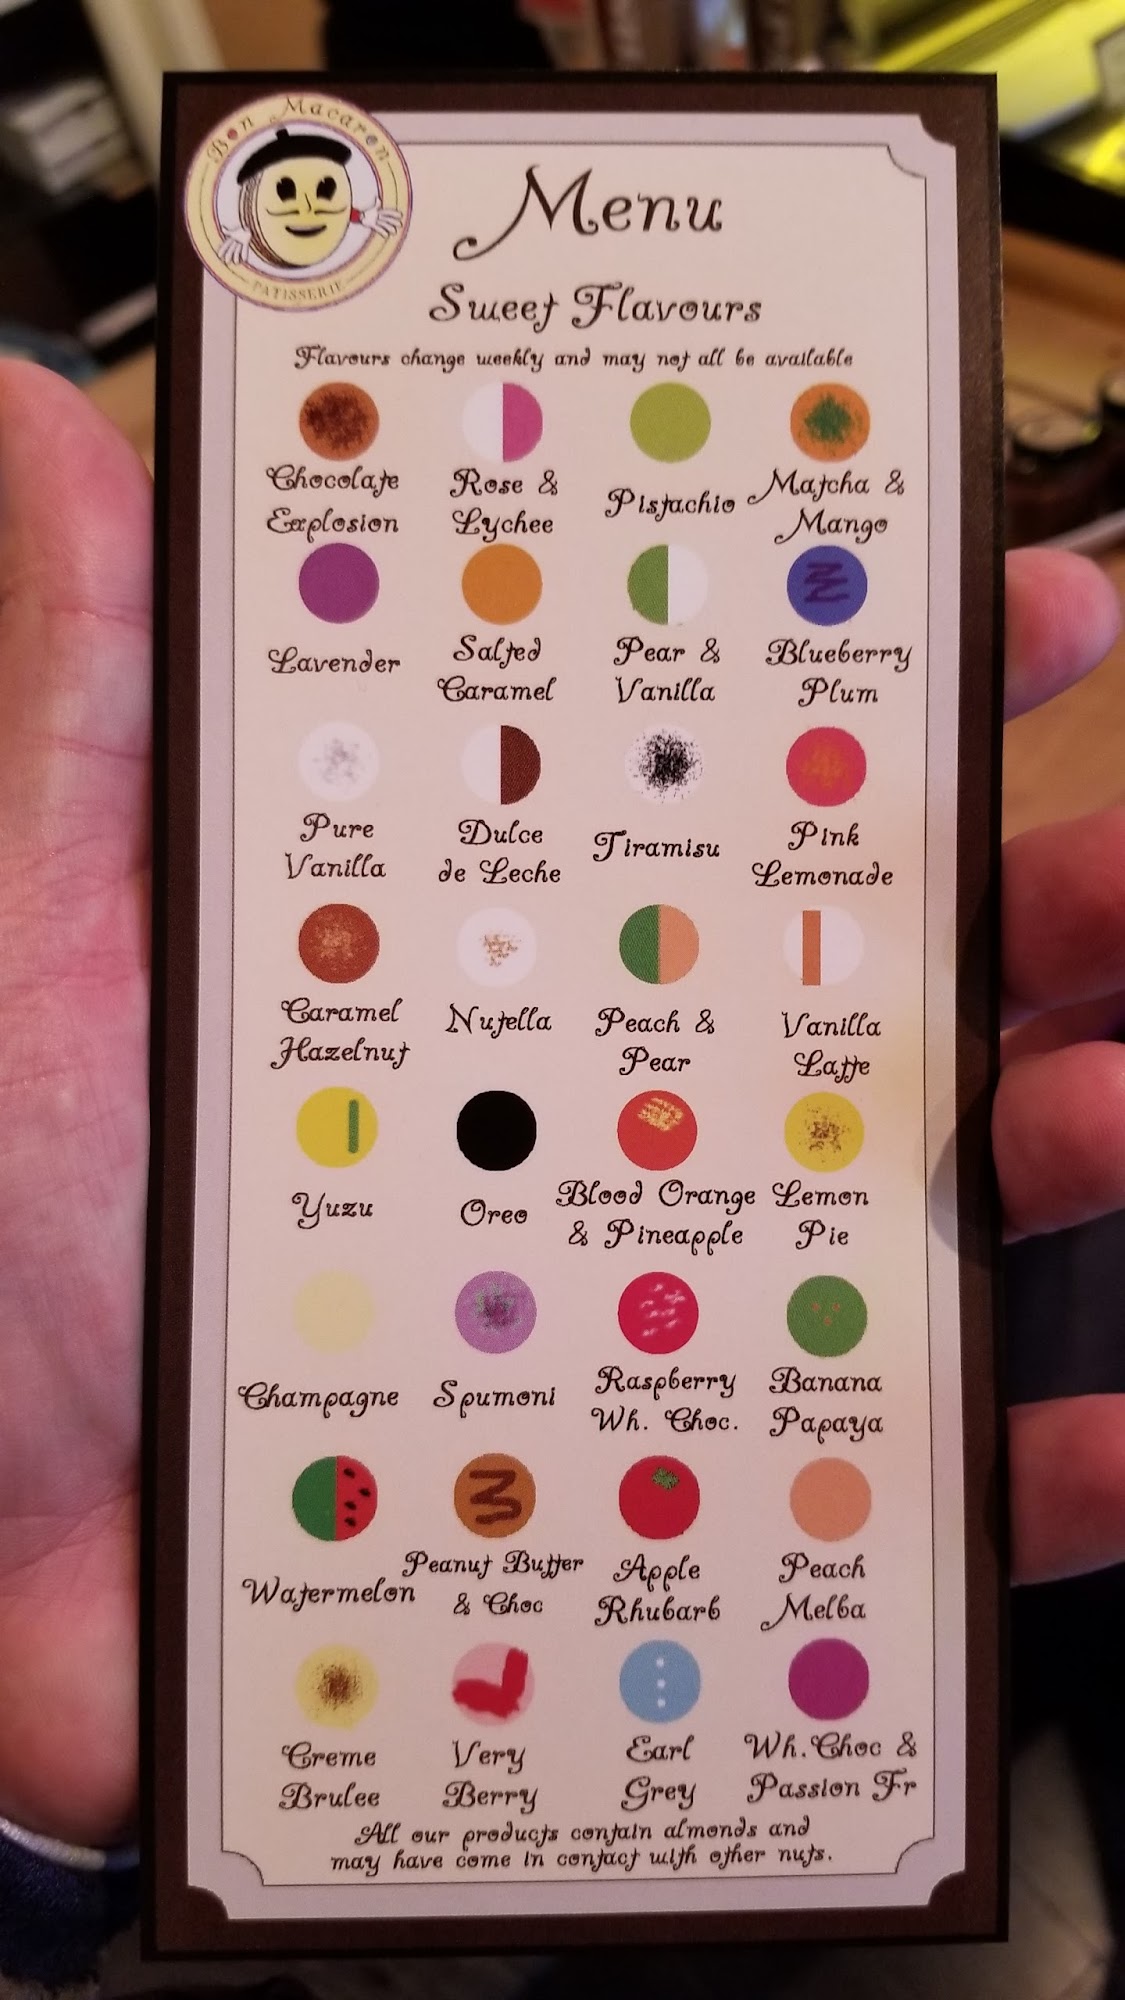 Bon Macaron
PATISSERIE
Menu
Sweet Flavours
Flavours change weekly and may not all be available
Chocolate
Explosion
Rose &
Lychee
Pistachio
Matcha &
Mango
Lavender
Salted
Caramel
Pear &
Vanilla
Blueberry
Plum
Pure
Vanilla
Dulce
de Leche
Tiramisu
Pink
Lemonade
Caramel
Hazelnut
Nutella
Peach &
Pear
Vanilla
Latte
Yuzu
Oreo
Blood Orange
& Pineapple
Lemon
Pie
Champagne
Spumoni
Raspberry
Wh. Choc.
Banana
Papaya
Watermelon
Peanut Butter
& Choc
Apple
Rhubarb
Peach
Melba
Creme
Brulee
Very
Berry
Earl
Grey
Wh.Choc &
Passion Fr
All our products contain almonds and
may have come in contact with other nuts.